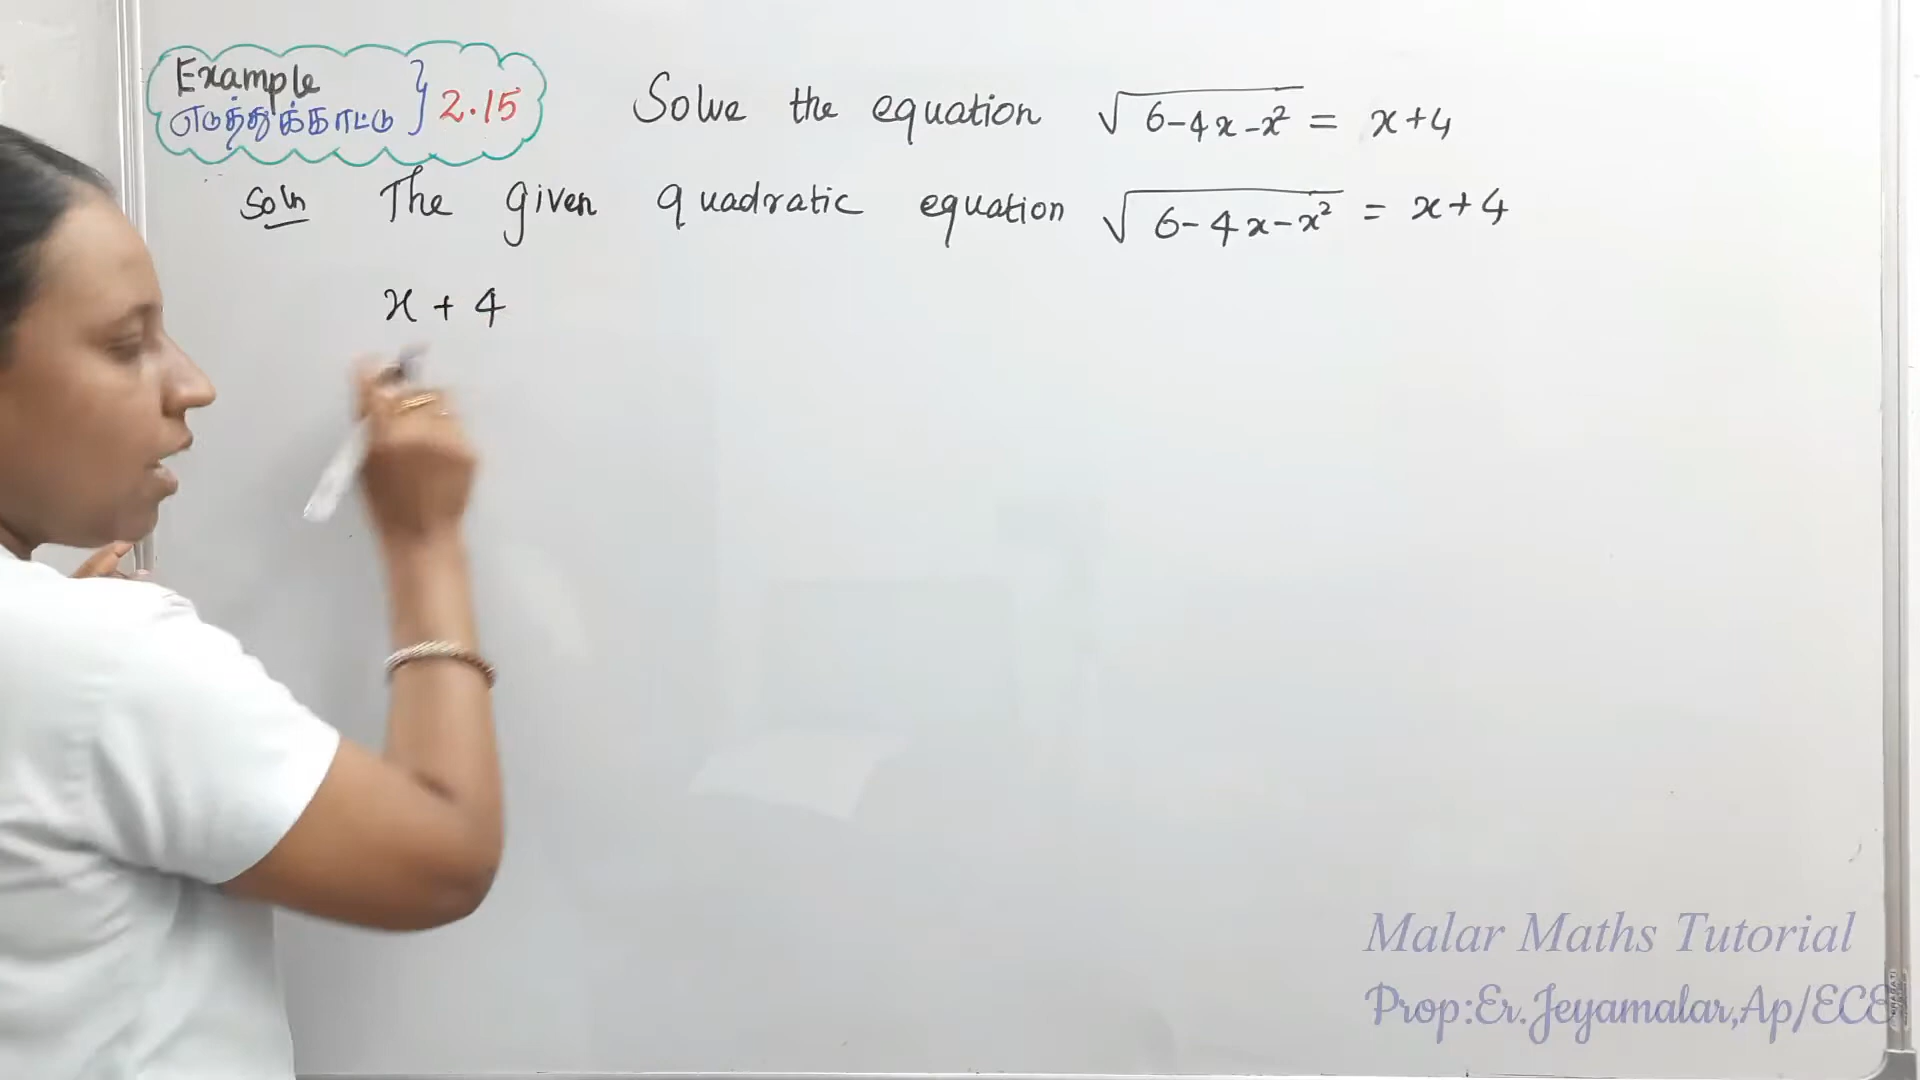 Example
எடுத்துக்காட்டு } 2.15
Solve the equation √(6-4x-x²) = x+4
Soln The given quadratic equation √(6-4x-x²) = x+4
x + 4
Malar Maths Tutorial
Prop:Er.Jeyamalar,Ap/ECE